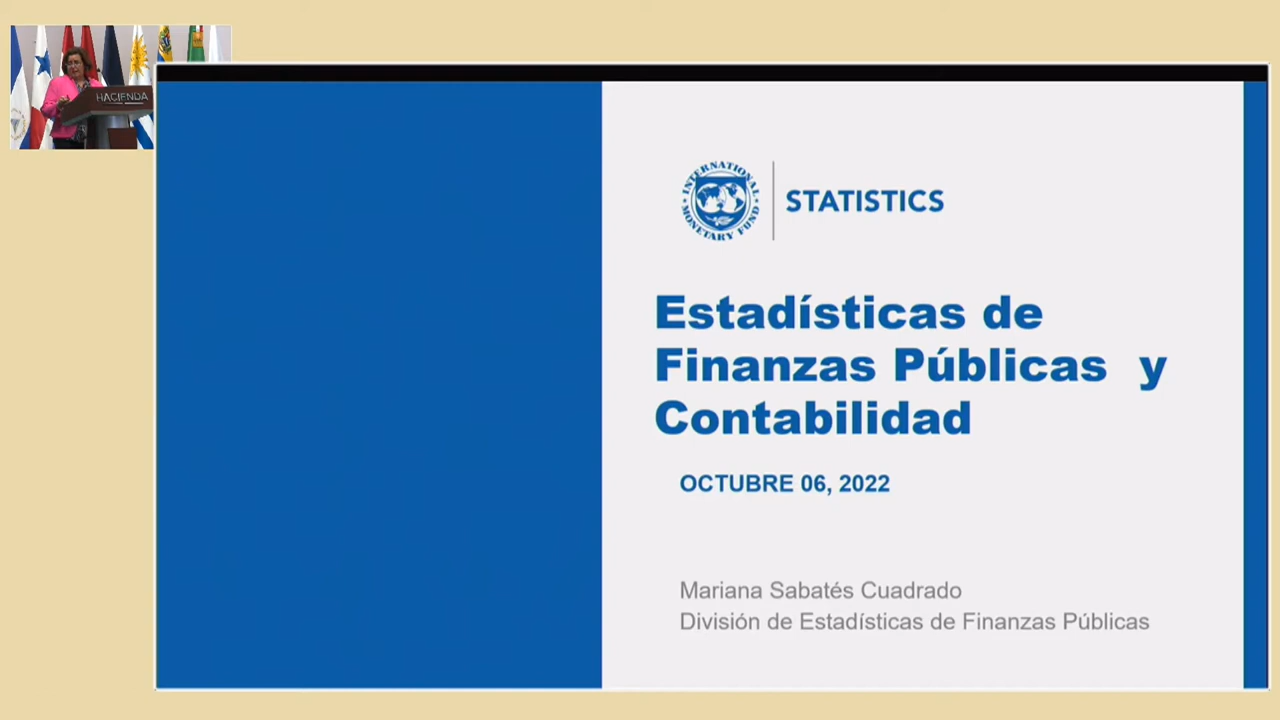 HACIENDA
INTERNATIONAL MONETARY FUND
STATISTICS
Estadísticas de
Finanzas Públicas y
Contabilidad
OCTUBRE 06, 2022
Mariana Sabatés Cuadrado
División de Estadísticas de Finanzas Públicas